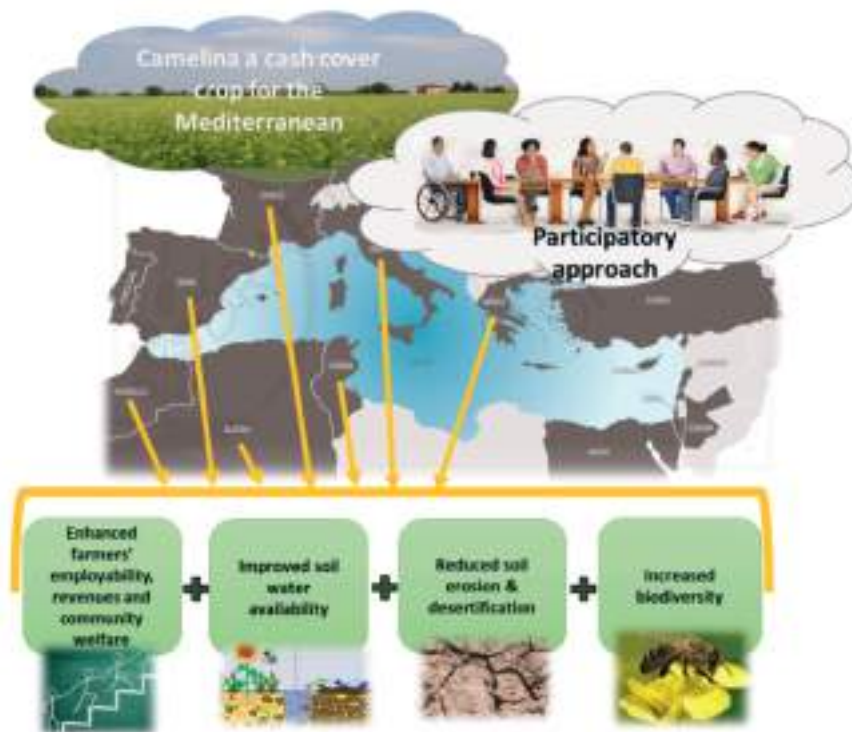 Camelina a cash cover
crop for the
Mediterranean
Participatory
approach
Enhanced
farmers'
employability,
revenues and
community
welfare
Improved soil
water
availability
Reduced soil
erosion &
desertification
Increased
biodiversity